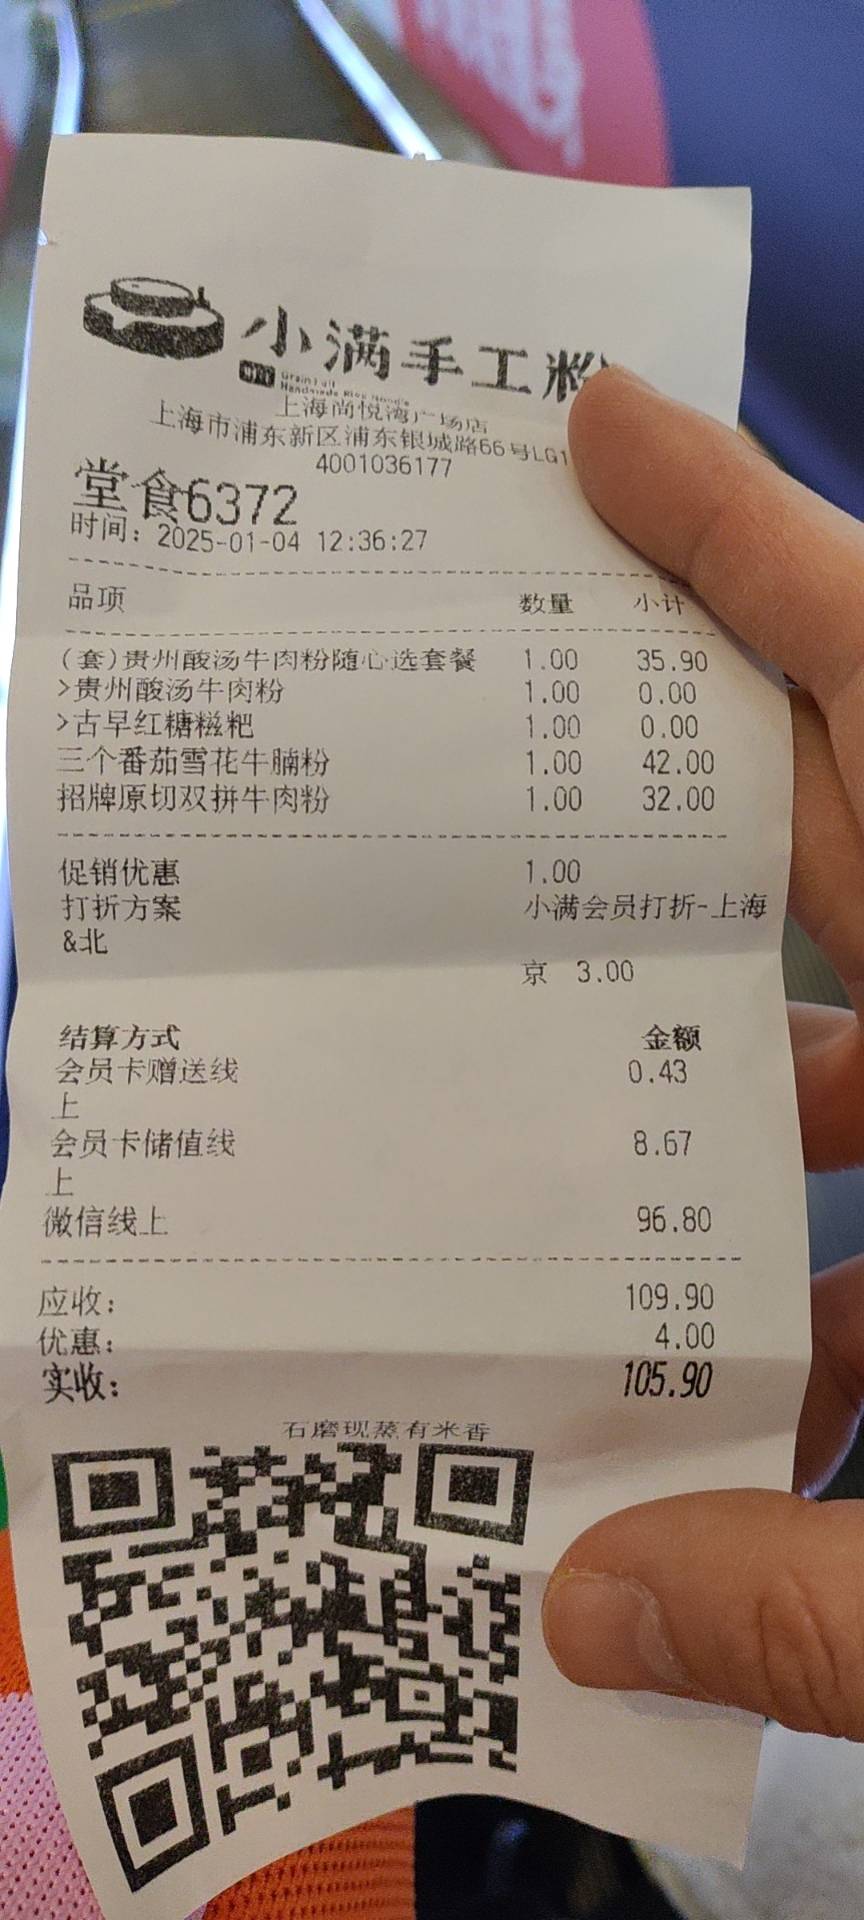 小满手工粉
上海尚悦湾广场店
上海市浦东新区浦东银城路66号LG1
4001036177
堂食6372
时间：2025-01-04 12:36:27
品项 数量 小计
(套)贵州酸汤牛肉粉随心选套餐 1.00 35.90
>贵州酸汤牛肉粉 1.00 0.00
>古早红糖糍粑 1.00 0.00
三个番茄雪花牛腩粉 1.00 42.00
招牌原切双拼牛肉粉 1.00 32.00
促销优惠 1.00
打折方案 小满会员打折-上海
&北
京 3.00
结算方式 金额
会员卡赠送线 0.43
上
会员卡储值线 8.67
上
微信线上 96.80
应收： 109.90
优惠： 4.00
实收： 105.90
石磨现蒸有米香